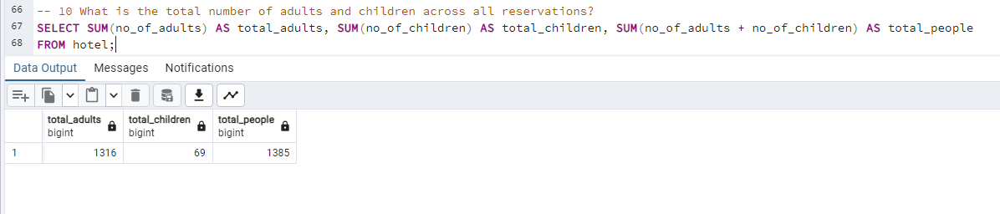 66 -- 10 What is the total number of adults and children across all reservations?
67 SELECT SUM(no_of_adults) AS total_adults, SUM(no_of_children) AS total_children, SUM(no_of_adults + no_of_children) AS total_people
68 FROM hotel;
Data Output Messages Notifications
total_adults total_children total_people
bigint bigint bigint
1 1316 69 1385